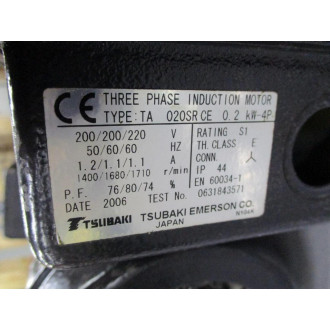 CE THREE PHASE INDUCTION MOTOR
TYPE: TA 020SR CE 0.2 kW-4P
200/200/220 V RATING S1
50/60/60 HZ TH. CLASS E
1.2/1.1/1.1 A CONN.
1400/1680/1710 r/min IP 44
P. F. 76/80/74 % EN 60034-1
DATE 2006 TEST No. 0631843571
TSUBAKI TSUBAKI EMERSON CO.
JAPAN